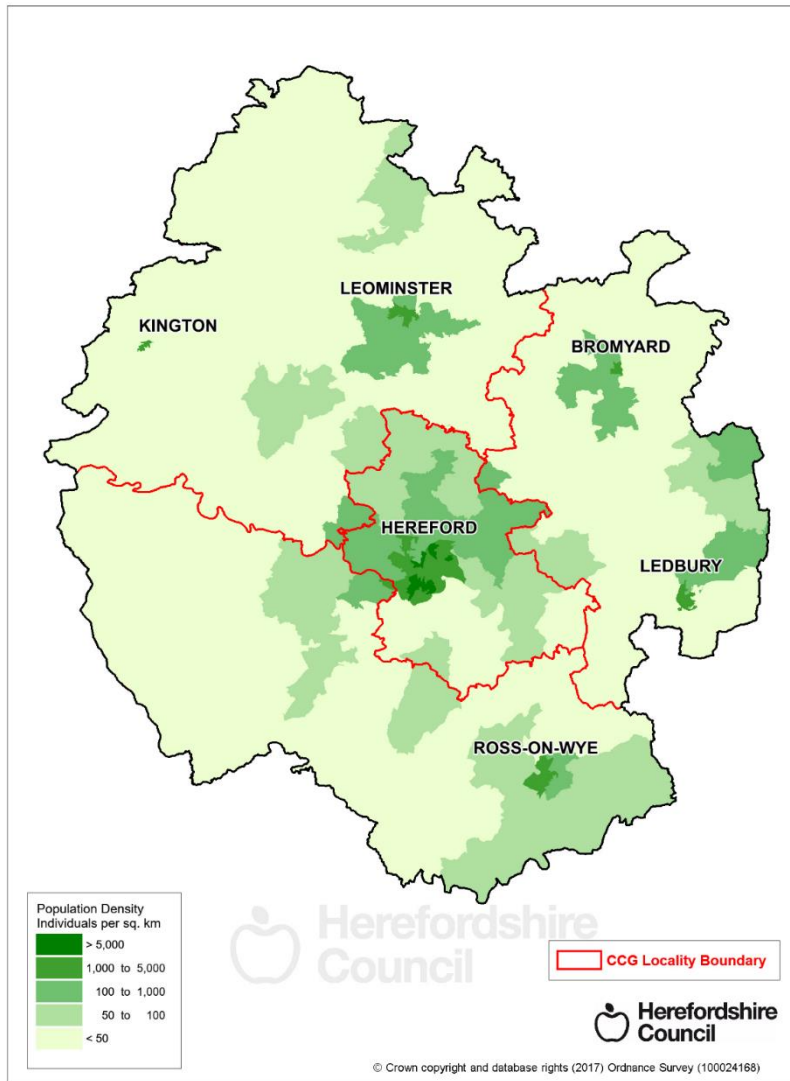 LEOMINSTER
KINGTON
BROMYARD
HEREFORD
LEDBURY
ROSS-ON-WYE
Population Density
Individuals per sq. km
> 5,000
1,000 to 5,000
100 to 1,000
50 to 100
< 50
Herefordshire
Council
CCG Locality Boundary
Herefordshire
Council
© Crown copyright and database rights (2017) Ordnance Survey (100024168)